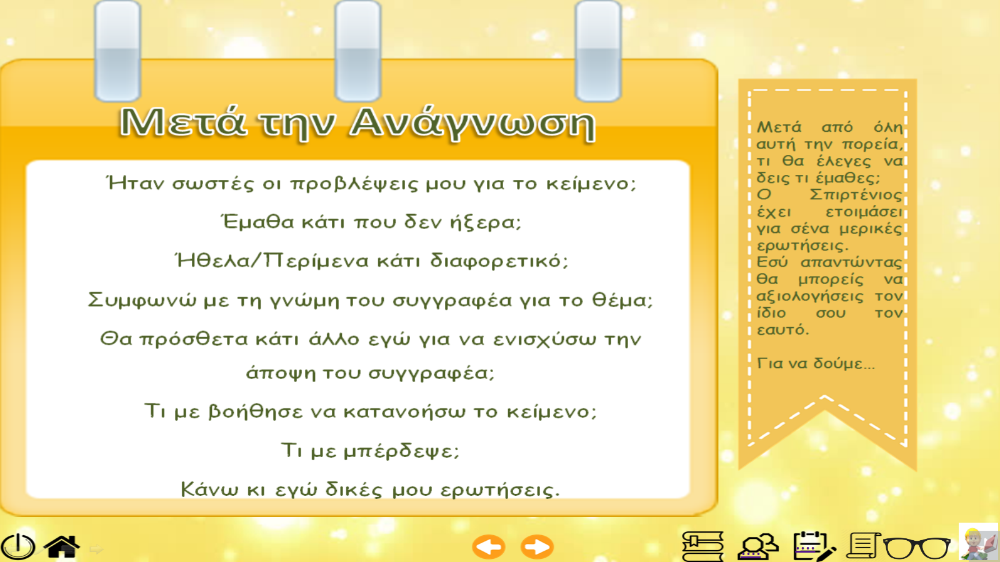 Μετά την Ανάγνωση
Ήταν σωστές οι προβλέψεις μου για το κείμενο;
Έμαθα κάτι που δεν ήξερα;
Ήθελα/Περίμενα κάτι διαφορετικό;
Συμφωνώ με τη γνώμη του συγγραφέα για το θέμα;
Θα πρόσθετα κάτι άλλο εγώ για να ενισχύσω την
άποψη του συγγραφέα;
Τι με βοήθησε να κατανοήσω το κείμενο;
Τι με μπέρδεψε;
Κάνω κι εγώ δικές μου ερωτήσεις.
Μετά από όλη
αυτή την πορεία,
τι θα έλεγες να
δεις τι έμαθες;
Ο Σπιρτένιος
έχει ετοιμάσει
για σένα μερικές
ερωτήσεις.
Εσύ απαντώντας
θα μπορείς να
αξιολογήσεις τον
ίδιο σου τον
εαυτό.
Για να δούμε...